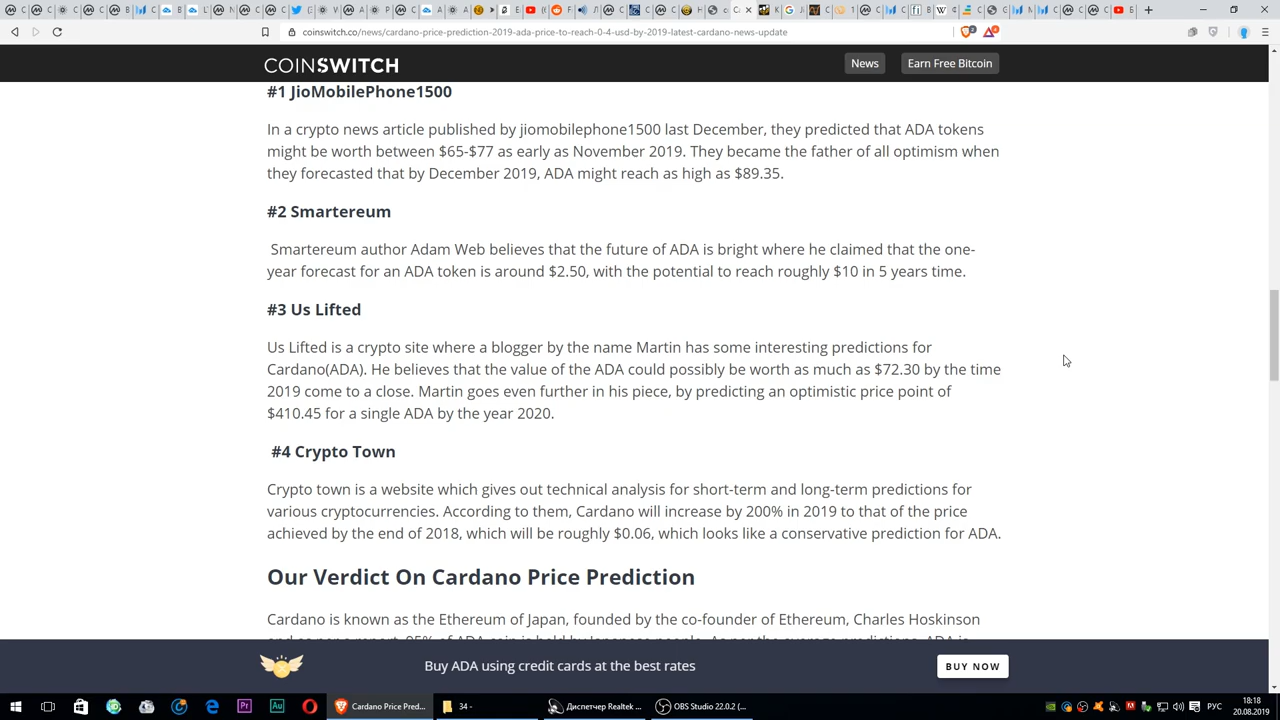 coinswitch.co/news/cardano-price-prediction-2019-ada-price-to-reach-0-4-usd-by-2019-latest-cardano-news-update
COINSWITCH
News
Earn Free Bitcoin
#1 JioMobilePhone1500
In a crypto news article published by jiomobilephone1500 last December, they predicted that ADA tokens
might be worth between $65-$77 as early as November 2019. They became the father of all optimism when
they forecasted that by December 2019, ADA might reach as high as $89.35.
#2 Smartereum
Smartereum author Adam Web believes that the future of ADA is bright where he claimed that the one-
year forecast for an ADA token is around $2.50, with the potential to reach roughly $10 in 5 years time.
#3 Us Lifted
Us Lifted is a crypto site where a blogger by the name Martin has some interesting predictions for
Cardano(ADA). He believes that the value of the ADA could possibly be worth as much as $72.30 by the time
2019 come to a close. Martin goes even further in his piece, by predicting an optimistic price point of
$410.45 for a single ADA by the year 2020.
#4 Crypto Town
Crypto town is a website which gives out technical analysis for short-term and long-term predictions for
various cryptocurrencies. According to them, Cardano will increase by 200% in 2019 to that of the price
achieved by the end of 2018, which will be roughly $0.06, which looks like a conservative prediction for ADA.
Our Verdict On Cardano Price Prediction
Cardano is known as the Ethereum of Japan, founded by the co-founder of Ethereum, Charles Hoskinson
Buy ADA using credit cards at the best rates
BUY NOW
Cardano Price Pred...
34 -
Диспетчер Realtek ...
OBS Studio 22.0.2 (...
РУС
18:18
20.08.2019